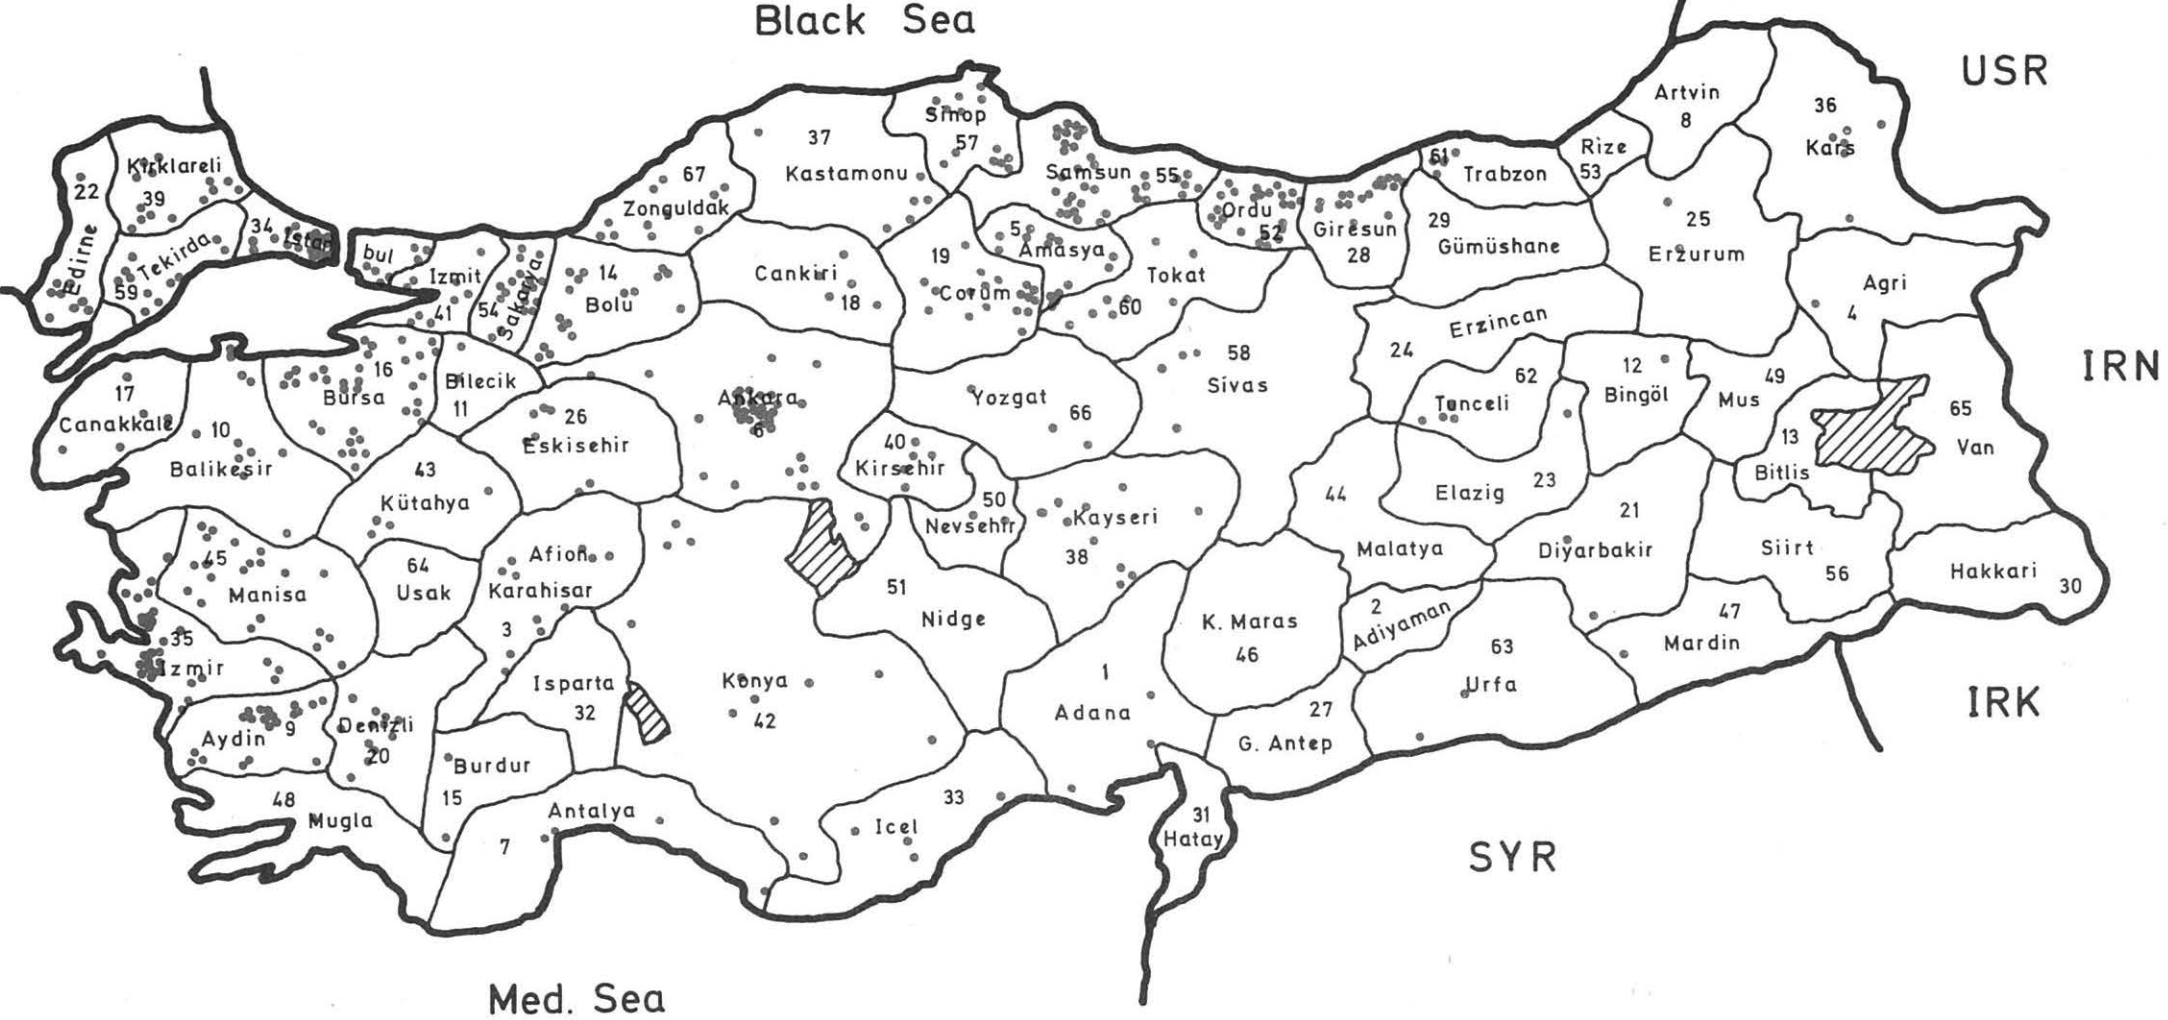 Black Sea
USR
IRN
IRK
SYR
Med. Sea
22
Edirne
Kirklareli
39
59
Tekirda
34
Istan
bul
Izmit
41
54
Sakarya
14
Bolu
67
Zonguldak
37
Kastamonu
Sinop
57
Samsun
55
5
Amasya
19
Corum
Cankiri
18
Tokat
60
Ordu
52
Giresun
28
61
Trabzon
29
Gümüshane
Rize
53
Artvin
8
36
Kars
25
Erzurum
Agri
4
17
Canakkale
10
Balikesir
16
Bursa
Bilecik
11
26
Eskisehir
43
Kütahya
Ankara
6
40
Kirsehir
Yozgat
66
58
Sivas
24
Erzincan
62
Tunceli
12
Bingöl
49
Mus
13
Bitlis
65
Van
45
Manisa
64
Usak
Afion
Karahisar
3
50
Nevsehir
Kayseri
38
44
Malatya
Elazig
23
21
Diyarbakir
Siirt
56
Hakkari
30
35
Izmir
Aydin
9
Denizli
20
Isparta
32
Konya
42
51
Nidge
1
Adana
K. Maras
46
2
Adiyaman
63
Urfa
47
Mardin
27
G. Antep
48
Mugla
Burdur
15
Antalya
7
33
Icel
31
Hatay